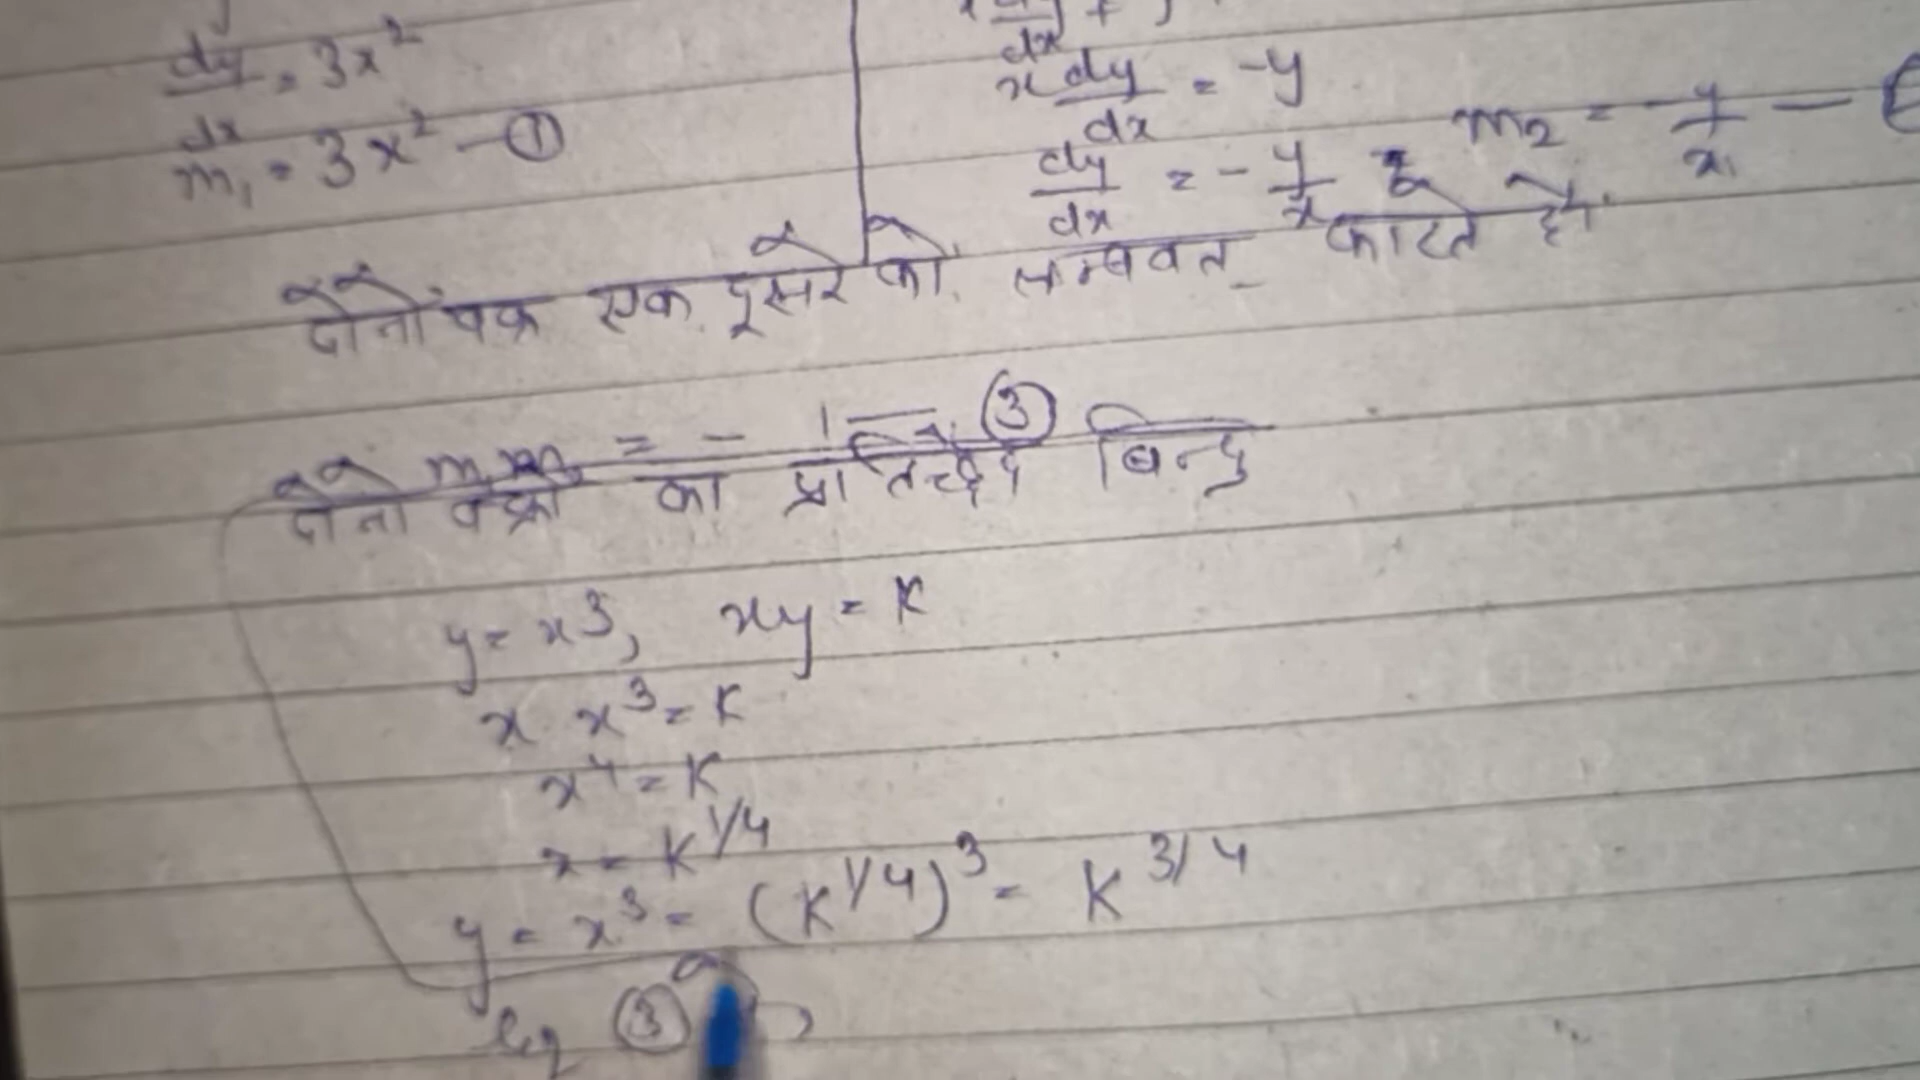 dy/dx = 3x²
m₁ = 3x² — ①
x dy/dx = -y
dy/dx = - y/x m₂ = - y/x —
दोनों वक्र एक दूसरे को लम्बवत काटते हैं।
m₁m₂ = -1 — ③
दोनों वक्रों का प्रतिच्छेद बिन्दु
y = x³, xy = K
x · x³ = K
x⁴ = K
x = K^1/4
y = x³ = (K^1/4)³ = K^3/4
eq ③ से